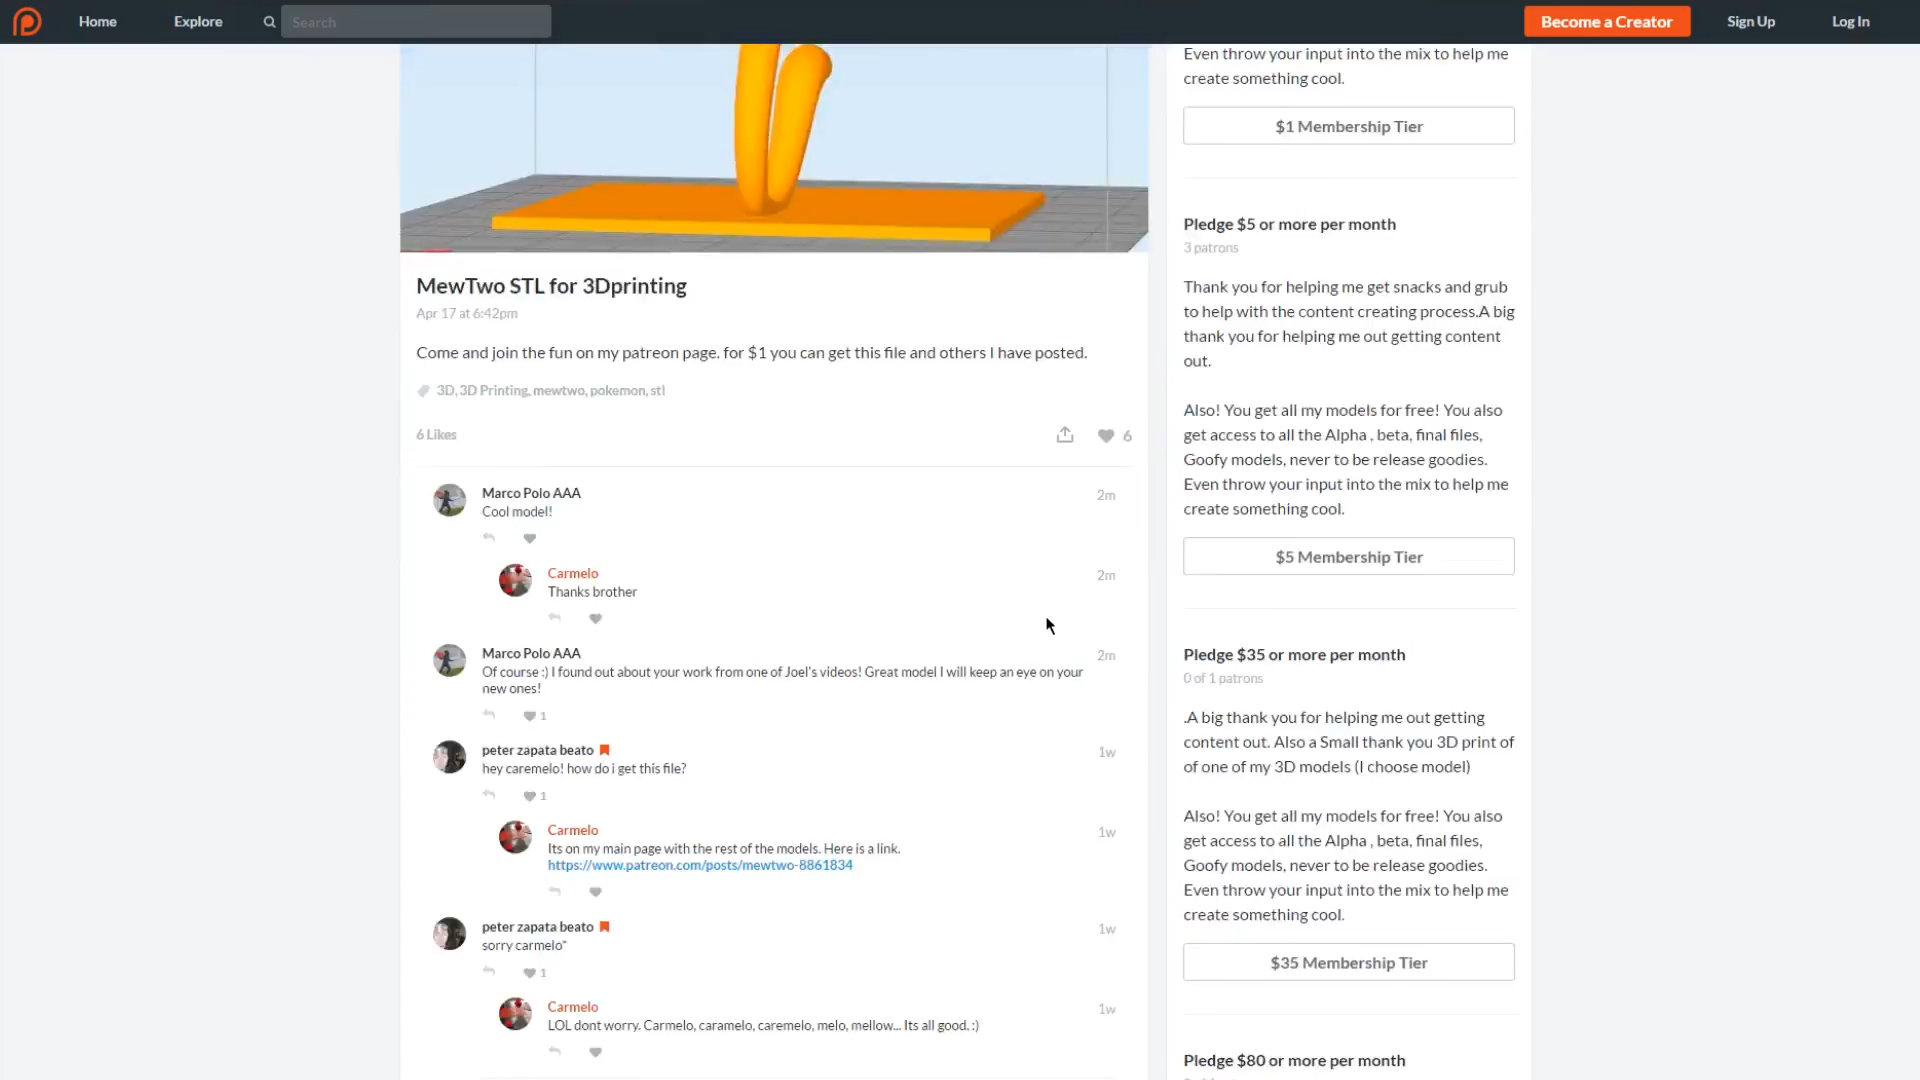 Home
Explore
Search
Become a Creator
Sign Up
Log In
MewTwo STL for 3Dprinting
Apr 17 at 6:42pm
Come and join the fun on my patreon page. for $1 you can get this file and others I have posted.
3D, 3D Printing, mewtwo, pokemon, stl
6 Likes
6
Marco Polo AAA
2m
Cool model!
Carmelo
2m
Thanks brother
Marco Polo AAA
2m
Of course :) I found out about your work from one of Joel's videos! Great model I will keep an eye on your
new ones!
1
peter zapata beato
1w
hey caremelo! how do i get this file?
1
Carmelo
1w
Its on my main page with the rest of the models. Here is a link.
https://www.patreon.com/posts/mewtwo-8861834
peter zapata beato
1w
sorry carmelo*
1
Carmelo
1w
LOL dont worry. Carmelo, caramelo, caremelo, melo, mellow... Its all good. :)
Even throw your input into the mix to help me
create something cool.
$1 Membership Tier
Pledge $5 or more per month
3 patrons
Thank you for helping me get snacks and grub
to help with the content creating process.A big
thank you for helping me out getting content
out.
Also! You get all my models for free! You also
get access to all the Alpha , beta, final files,
Goofy models, never to be release goodies.
Even throw your input into the mix to help me
create something cool.
$5 Membership Tier
Pledge $35 or more per month
0 of 1 patrons
.A big thank you for helping me out getting
content out. Also a Small thank you 3D print of
of one of my 3D models (I choose model)
Also! You get all my models for free! You also
get access to all the Alpha , beta, final files,
Goofy models, never to be release goodies.
Even throw your input into the mix to help me
create something cool.
$35 Membership Tier
Pledge $80 or more per month